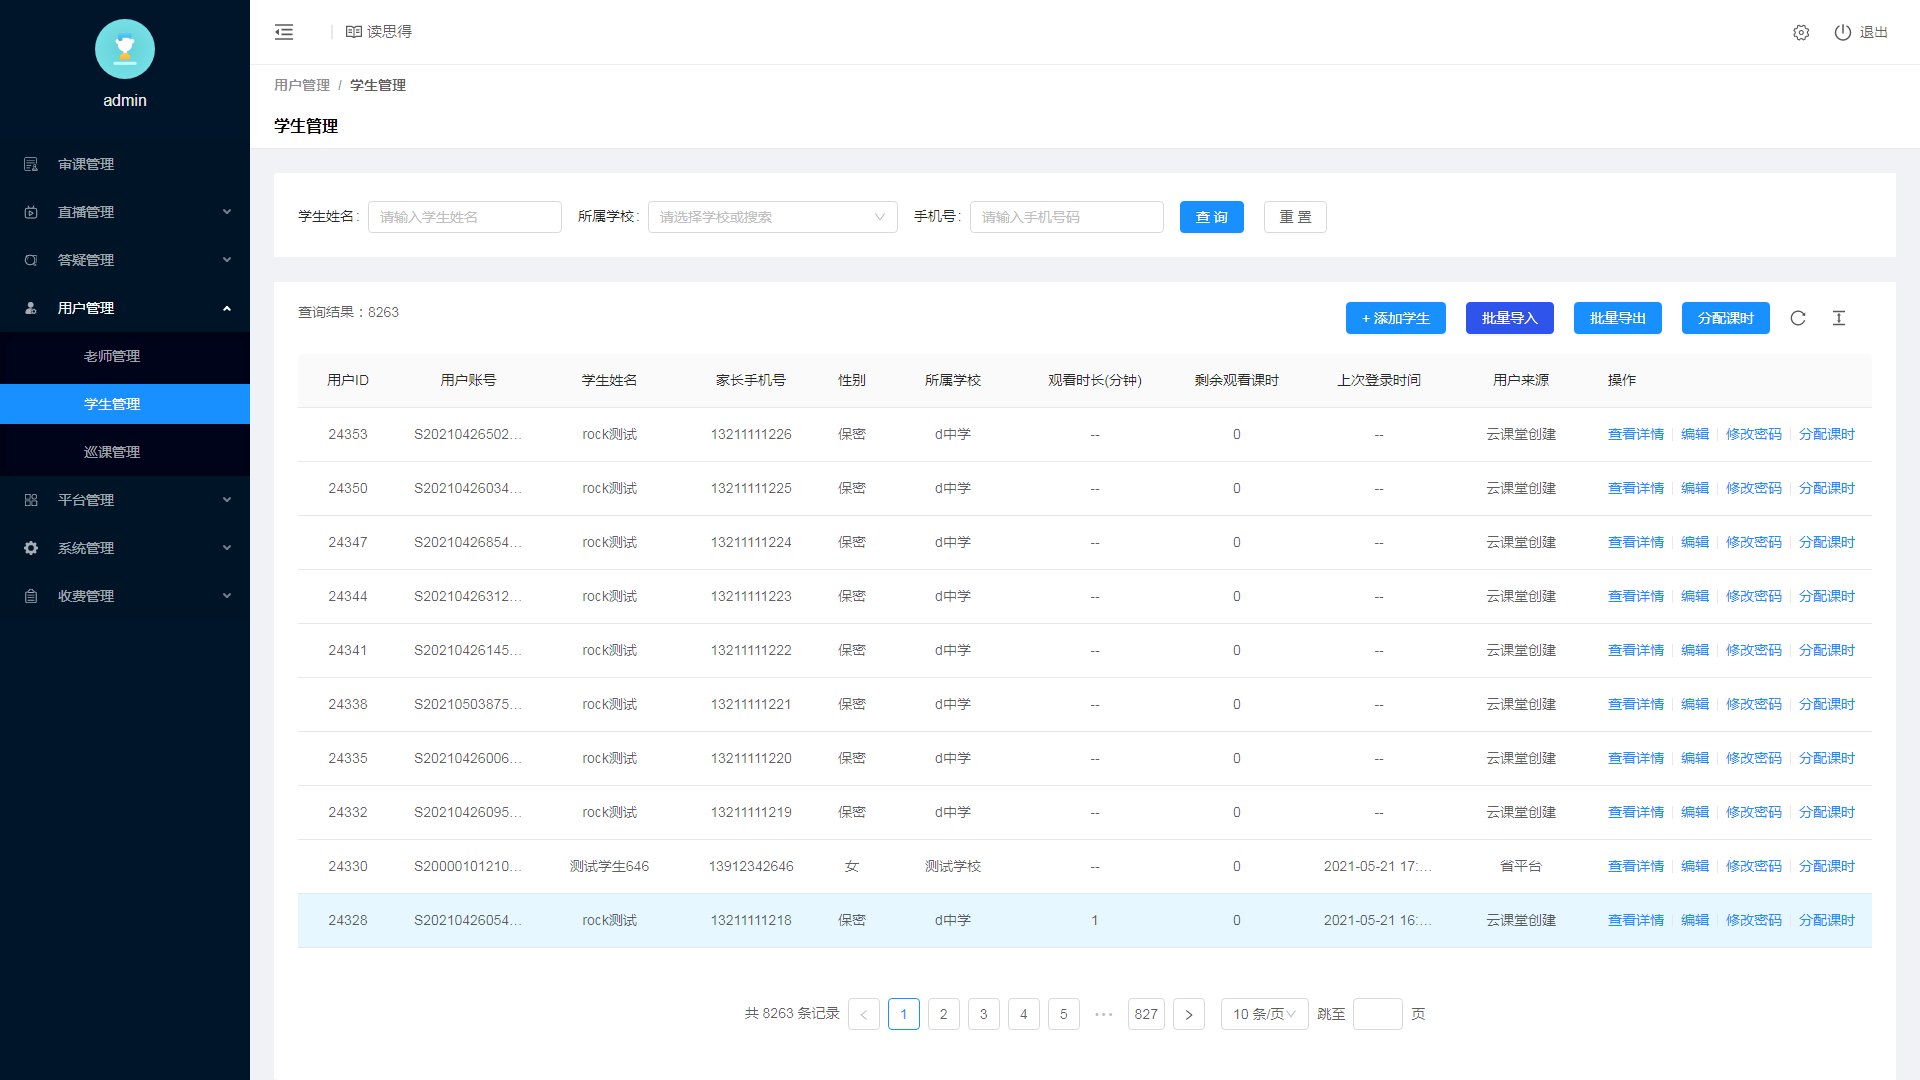 admin
审课管理
直播管理
答疑管理
用户管理
老师管理
学生管理
巡课管理
平台管理
系统管理
收费管理
读思得
退出
用户管理 / 学生管理
学生管理
学生姓名: 请输入学生姓名 所属学校: 请选择学校或搜索 手机号: 请输入手机号码 查 询 重 置
查询结果：8263 + 添加学生 批量导入 批量导出 分配课时
用户ID 用户账号 学生姓名 家长手机号 性别 所属学校 观看时长(分钟) 剩余观看课时 上次登录时间 用户来源 操作
24353 S20210426502... rock测试 13211111226 保密 d中学 -- 0 -- 云课堂创建 查看详情 编辑 修改密码 分配课时
24350 S20210426034... rock测试 13211111225 保密 d中学 -- 0 -- 云课堂创建 查看详情 编辑 修改密码 分配课时
24347 S20210426854... rock测试 13211111224 保密 d中学 -- 0 -- 云课堂创建 查看详情 编辑 修改密码 分配课时
24344 S20210426312... rock测试 13211111223 保密 d中学 -- 0 -- 云课堂创建 查看详情 编辑 修改密码 分配课时
24341 S20210426145... rock测试 13211111222 保密 d中学 -- 0 -- 云课堂创建 查看详情 编辑 修改密码 分配课时
24338 S20210503875... rock测试 13211111221 保密 d中学 -- 0 -- 云课堂创建 查看详情 编辑 修改密码 分配课时
24335 S20210426006... rock测试 13211111220 保密 d中学 -- 0 -- 云课堂创建 查看详情 编辑 修改密码 分配课时
24332 S20210426095... rock测试 13211111219 保密 d中学 -- 0 -- 云课堂创建 查看详情 编辑 修改密码 分配课时
24330 S20000101210... 测试学生646 13912342646 女 测试学校 -- 0 2021-05-21 17:... 省平台 查看详情 编辑 修改密码 分配课时
24328 S20210426054... rock测试 13211111218 保密 d中学 1 0 2021-05-21 16:... 云课堂创建 查看详情 编辑 修改密码 分配课时
共 8263 条记录 < 1 2 3 4 5 ··· 827 > 10 条/页 跳至 页